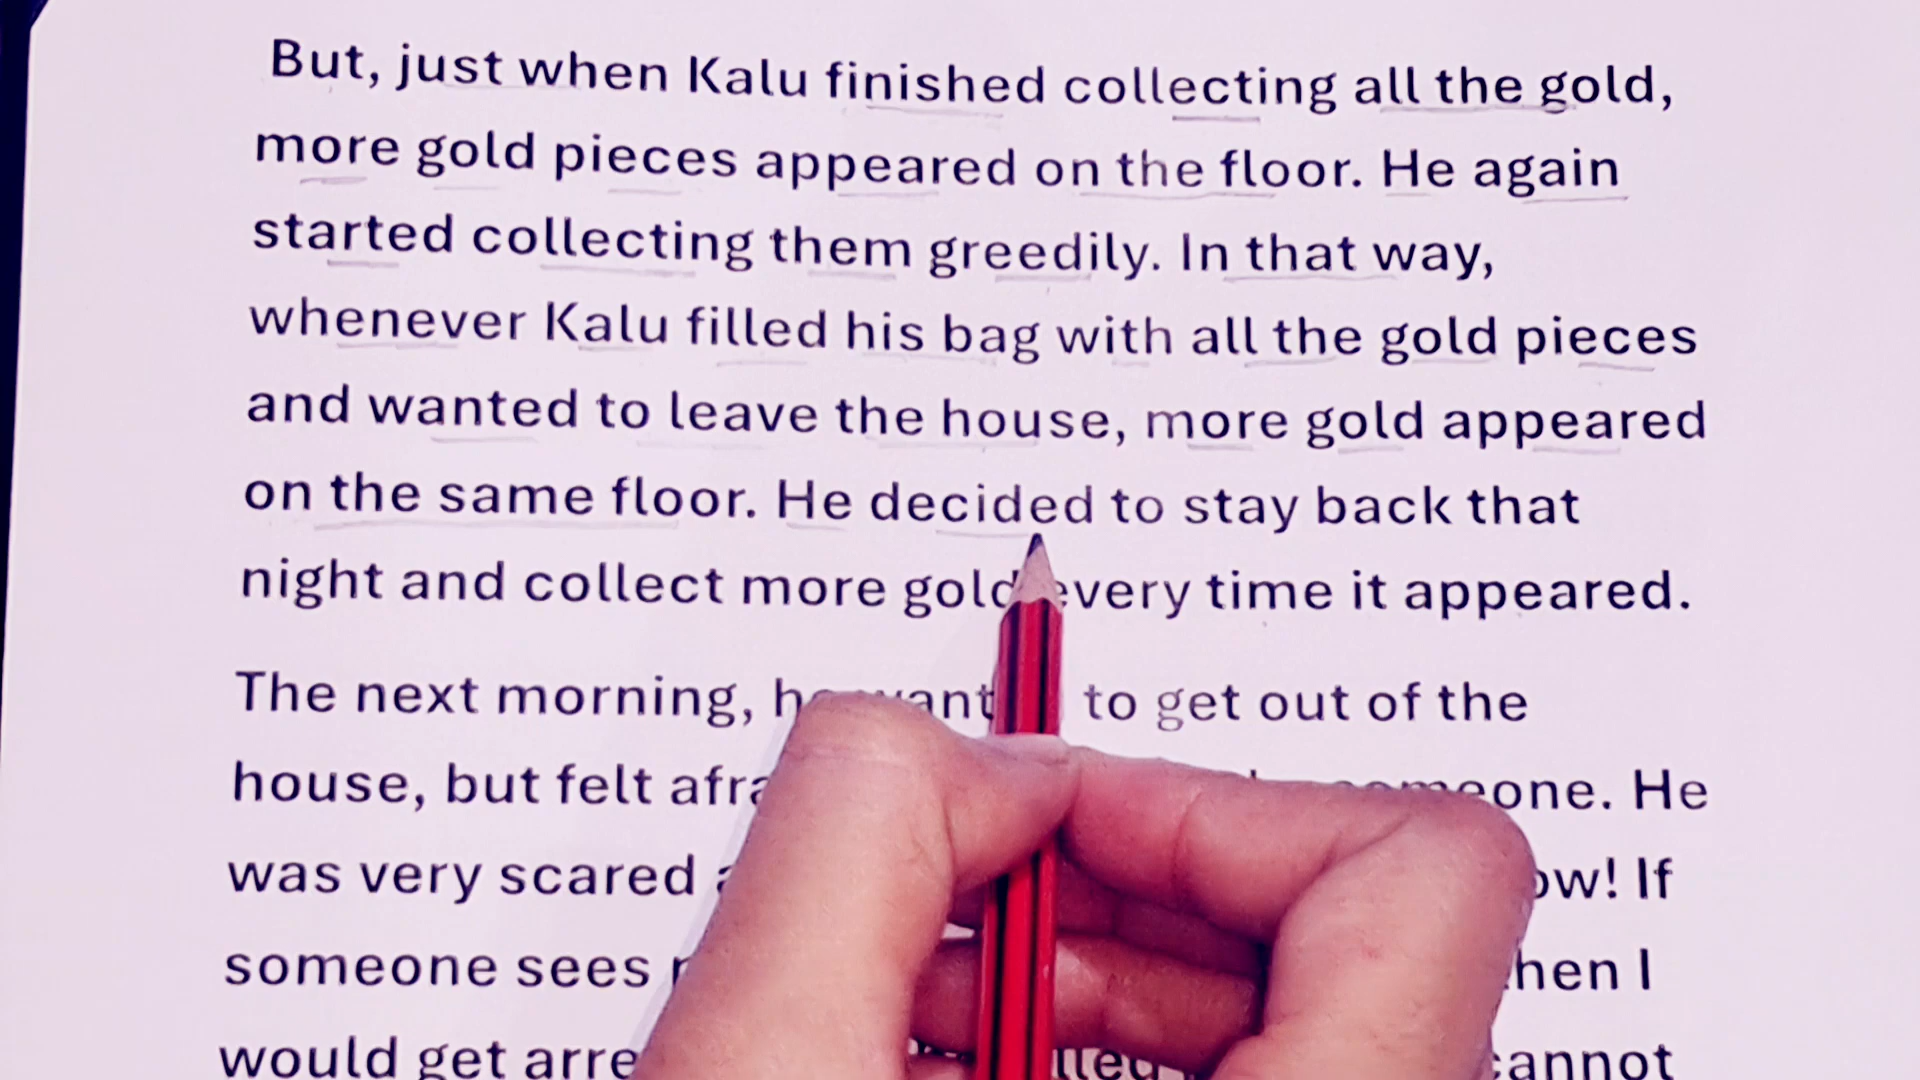 But, just when Kalu finished collecting all the gold,
more gold pieces appeared on the floor. He again
started collecting them greedily. In that way,
whenever Kalu filled his bag with all the gold pieces
and wanted to leave the house, more gold appeared
on the same floor. He decided to stay back that
night and collect more gold every time it appeared.
The next morning, he to get out of the
house, but felt someone. He
was very scared If
someone sees I
would get cannot